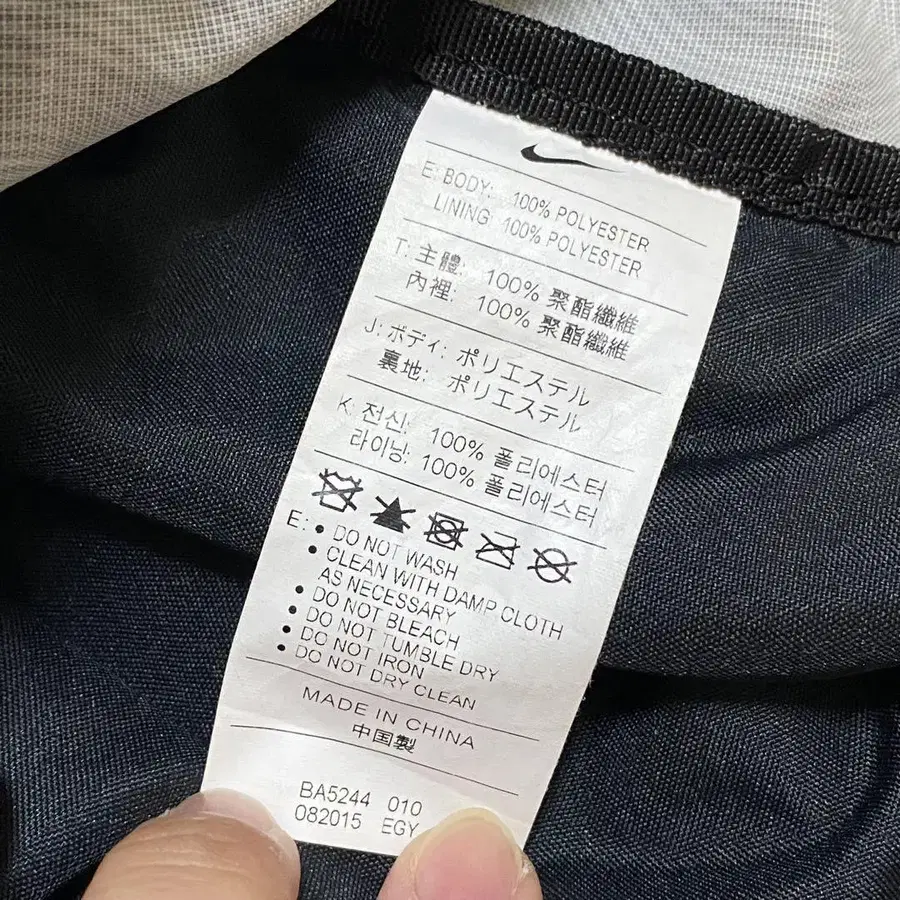 E: BODY: 100% POLYESTER
LINING: 100% POLYESTER
T: 主體: 100% 聚酯纖維
內裡: 100% 聚酯纖維
J: ボディ: ポリエステル
裏地: ポリエステル
K: 전신: 100% 폴리에스터
라이닝: 100% 폴리에스터
E: • DO NOT WASH
• CLEAN WITH DAMP CLOTH
AS NECESSARY
• DO NOT BLEACH
• DO NOT TUMBLE DRY
• DO NOT IRON
• DO NOT DRY CLEAN
MADE IN CHINA
中国製
BA5244 010
082015 EGY